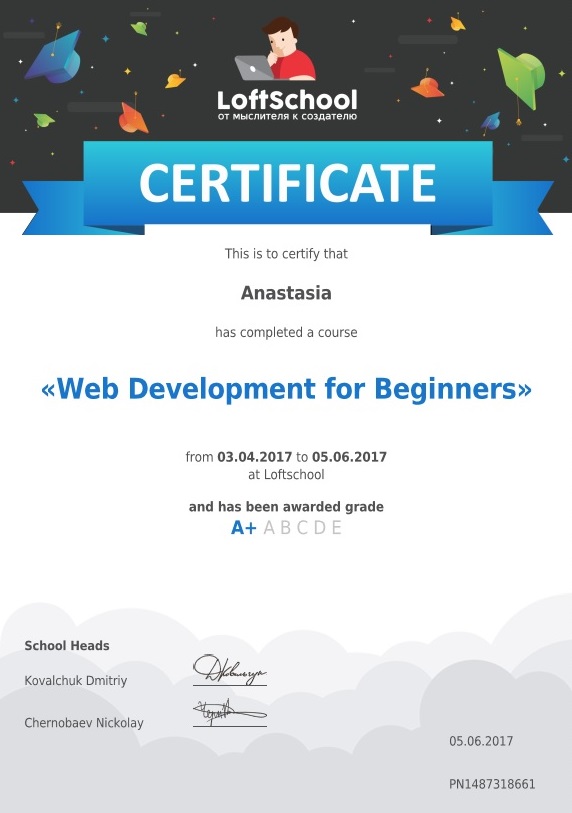 LoftSchool
от мыслителя к создателю
CERTIFICATE
This is to certify that
Anastasia
has completed a course
«Web Development for Beginners»
from 03.04.2017 to 05.06.2017
at Loftschool
and has been awarded grade
A+ A B C D E
School Heads
Kovalchuk Dmitriy
Chernobaev Nickolay
05.06.2017
PN1487318661